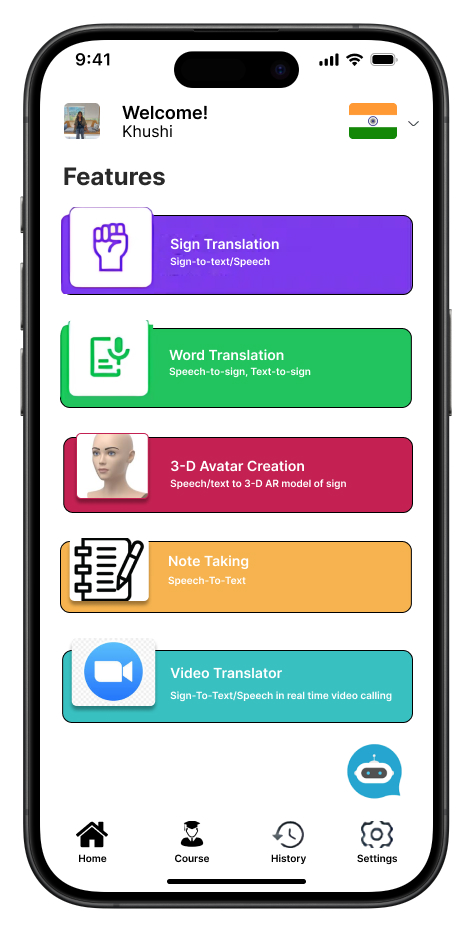 9:41
Welcome!
Khushi
Features
Sign Translation
Sign-to-text/Speech
Word Translation
Speech-to-sign, Text-to-sign
3-D Avatar Creation
Speech/text to 3-D AR model of sign
Note Taking
Speech-To-Text
Video Translator
Sign-To-Text/Speech in real time video calling
Home
Course
History
Settings